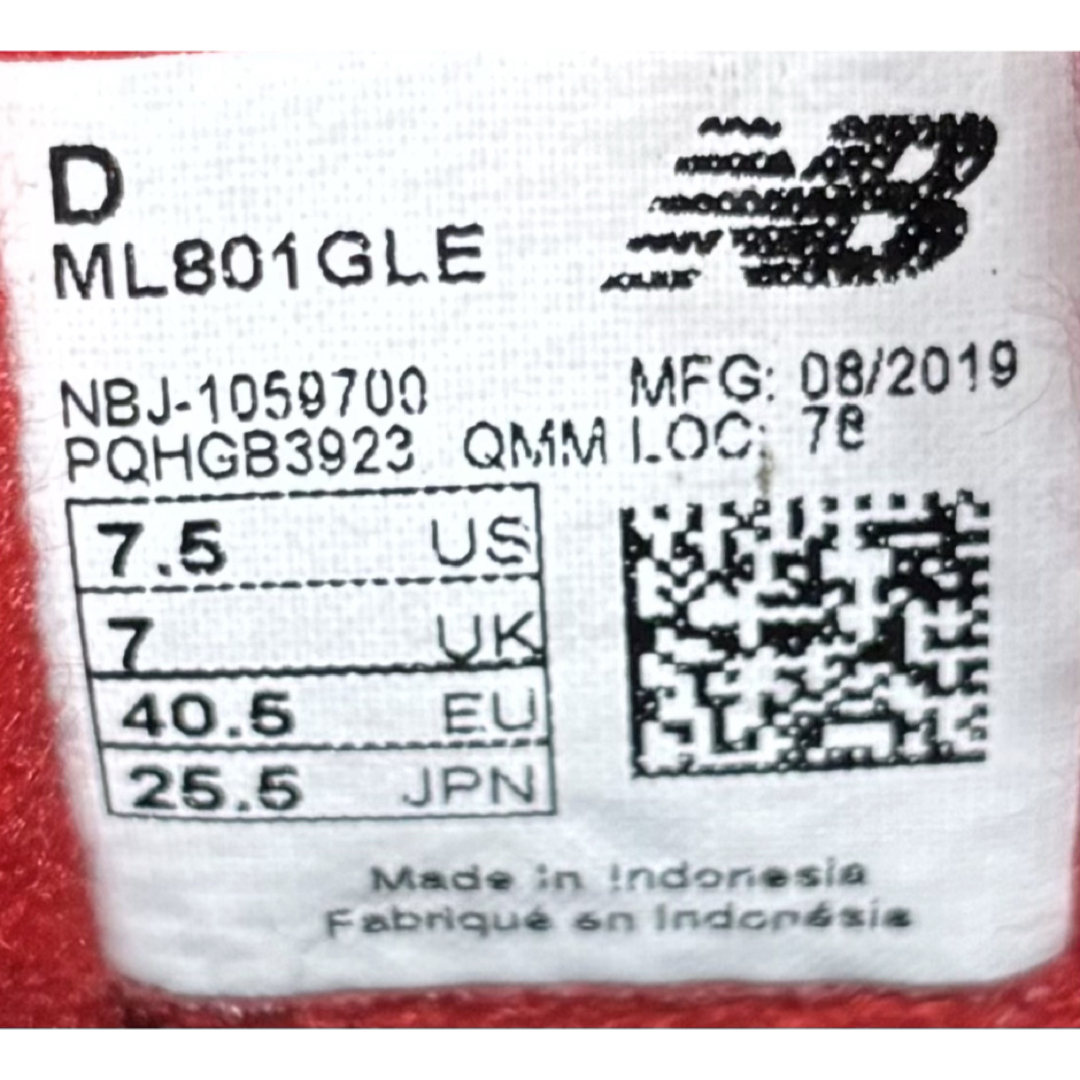 D
ML801GLE
NBJ-1059700 MFG: 08/2019
PQHGB3923 QMM LOC: 78
7.5 US
7 UK
40.5 EU
25.5 JPN
Made in Indonesia
Fabriqué en Indonésie